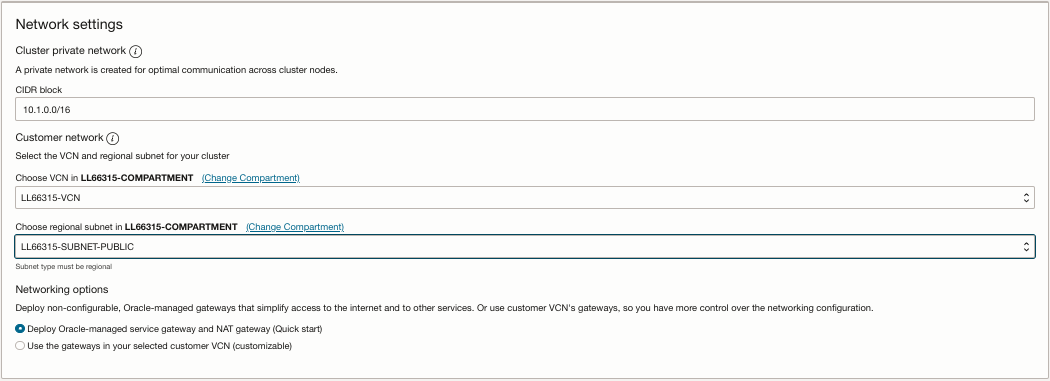 Network settings
Cluster private network i
A private network is created for optimal communication across cluster nodes.
CIDR block
10.1.0.0/16
Customer network i
Select the VCN and regional subnet for your cluster
Choose VCN in LL66315-COMPARTMENT (Change Compartment)
LL66315-VCN
Choose regional subnet in LL66315-COMPARTMENT (Change Compartment)
LL66315-SUBNET-PUBLIC
Subnet type must be regional
Networking options
Deploy non-configurable, Oracle-managed gateways that simplify access to the internet and to other services. Or use customer VCN's gateways, so you have more control over the networking configuration.
Deploy Oracle-managed service gateway and NAT gateway (Quick start)
Use the gateways in your selected customer VCN (customizable)